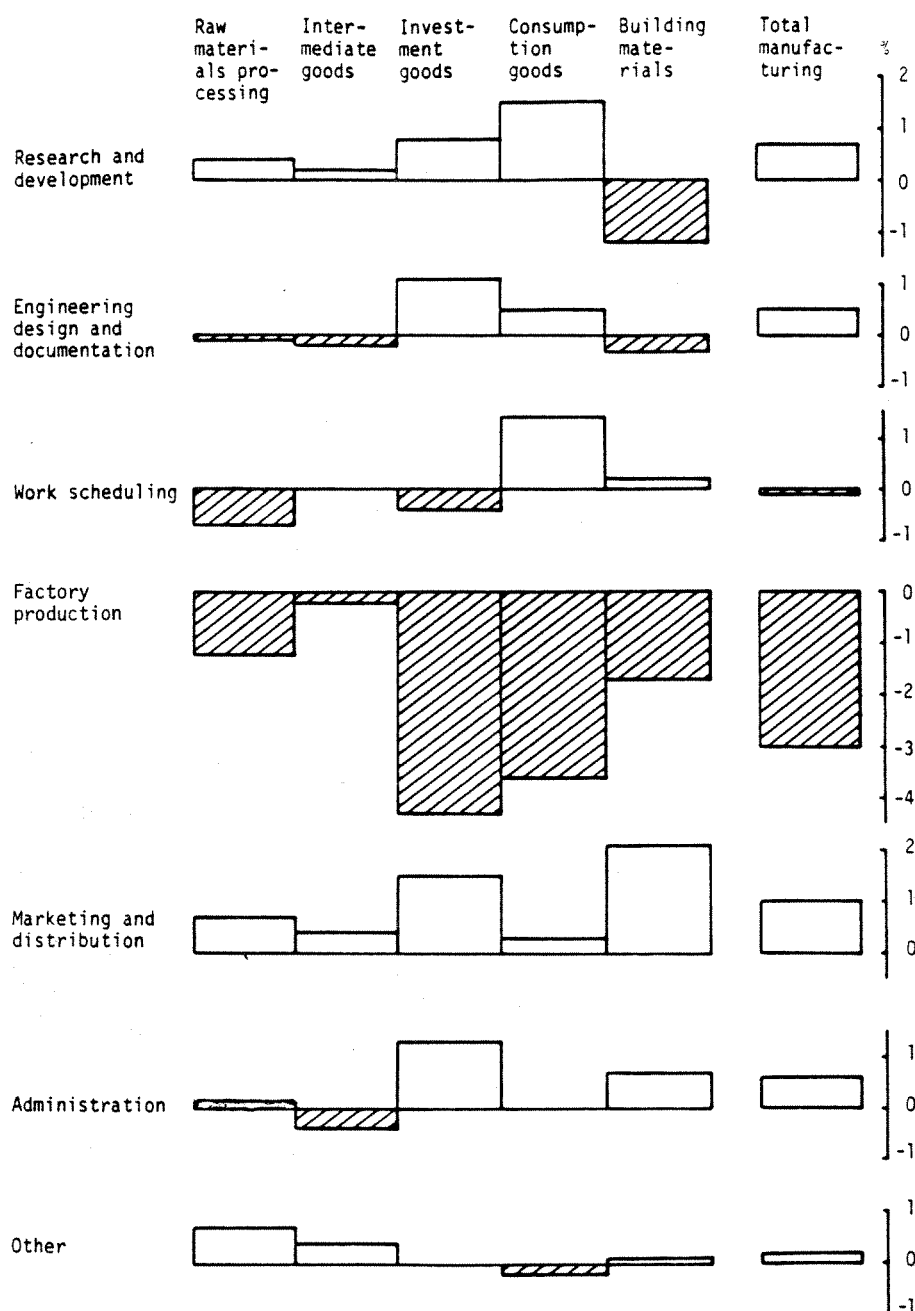 Raw
materi-
als pro-
cessing
Inter-
mediate
goods
Invest-
ment
goods
Consump-
tion
goods
Building
mate-
rials
Total
manufac-
turing
%
2
1
0
-1
Research and
development
1
0
-1
Engineering
design and
documentation
1
0
-1
Work scheduling
0
-1
-2
-3
-4
Factory
production
2
1
0
Marketing and
distribution
1
0
-1
Administration
1
0
-1
Other